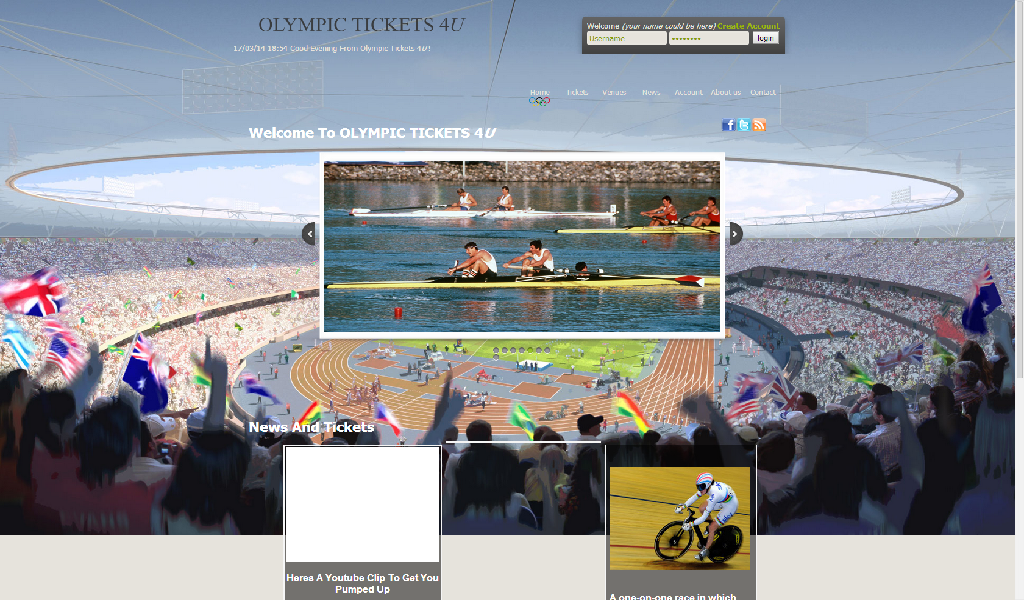 OLYMPIC TICKETS 4U
Welcome (your name could be here) Create Account
Username
login
17/03/14 18:54 Good Evening From Olympic Tickets 4U!
Home Tickets Venues News Account About us Contact
Welcome To OLYMPIC TICKETS 4U
News And Tickets
Heres A Youtube Clip To Get You
Pumped Up
A one-on-one race in which